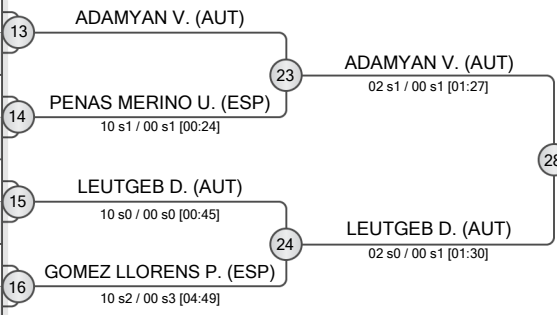 13
ADAMYAN V. (AUT)
23
ADAMYAN V. (AUT)
02 s1 / 00 s1 [01:27]
14
PENAS MERINO U. (ESP)
10 s1 / 00 s1 [00:24]
28
15
LEUTGEB D. (AUT)
10 s0 / 00 s0 [00:45]
24
LEUTGEB D. (AUT)
02 s0 / 00 s1 [01:30]
16
GOMEZ LLORENS P. (ESP)
10 s2 / 00 s3 [04:49]